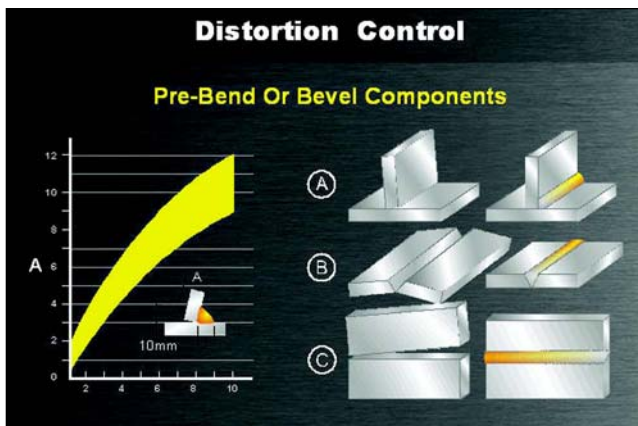 Distortion Control
Pre-Bend Or Bevel Components
12
10
8
6
4
2
0
A
2 4 6 8 10
A
10mm
A
B
C